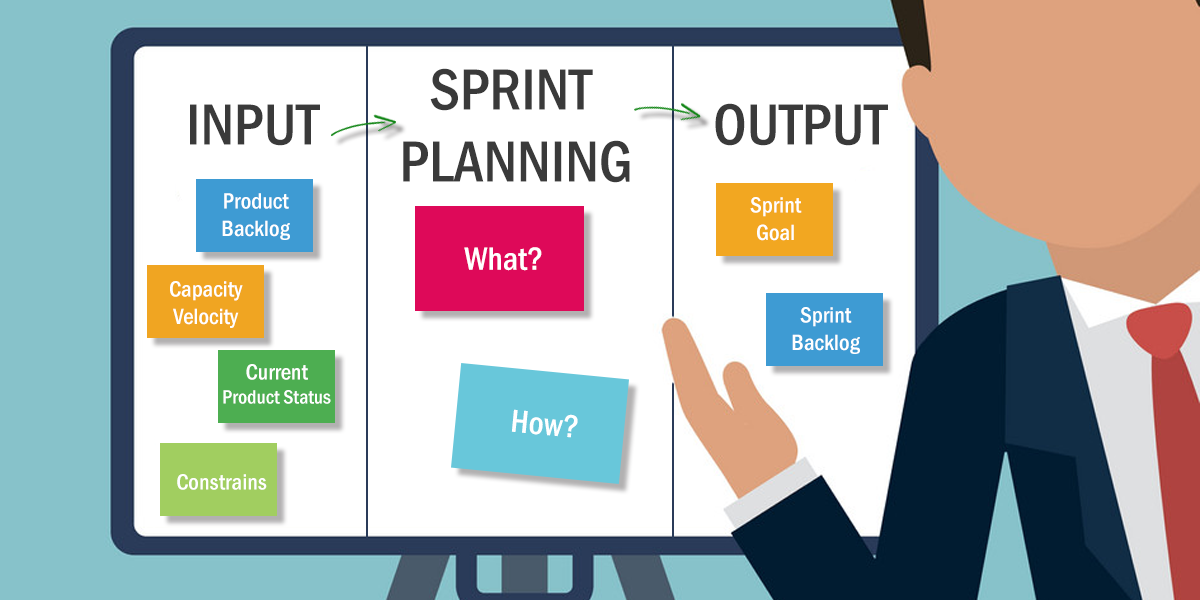 INPUT
Product
Backlog
Capacity
Velocity
Current
Product Status
Constrains
SPRINT
PLANNING
What?
How?
OUTPUT
Sprint
Goal
Sprint
Backlog